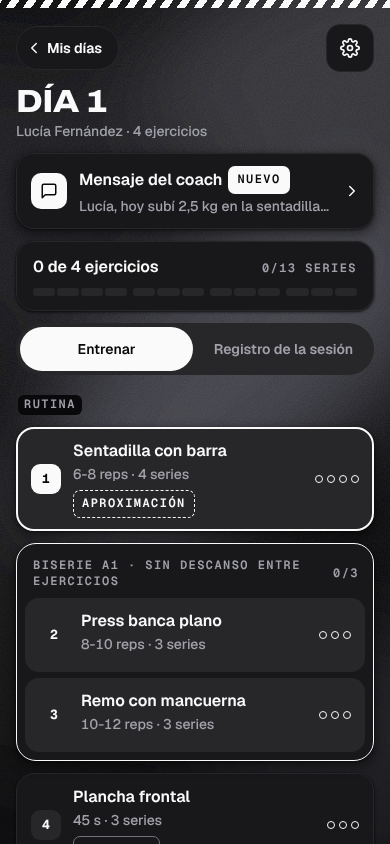 Mis días
DÍA 1
Lucía Fernández · 4 ejercicios
Mensaje del coach NUEVO
Lucía, hoy subí 2,5 kg en la sentadilla...
0 de 4 ejercicios 0/13 SERIES
Entrenar Registro de la sesión
RUTINA
1 Sentadilla con barra
6-8 reps · 4 series
APROXIMACIÓN
BISERIE A1 · SIN DESCANSO ENTRE
EJERCICIOS 0/3
2 Press banca plano
8-10 reps · 3 series
3 Remo con mancuerna
10-12 reps · 3 series
4 Plancha frontal
45 s · 3 series